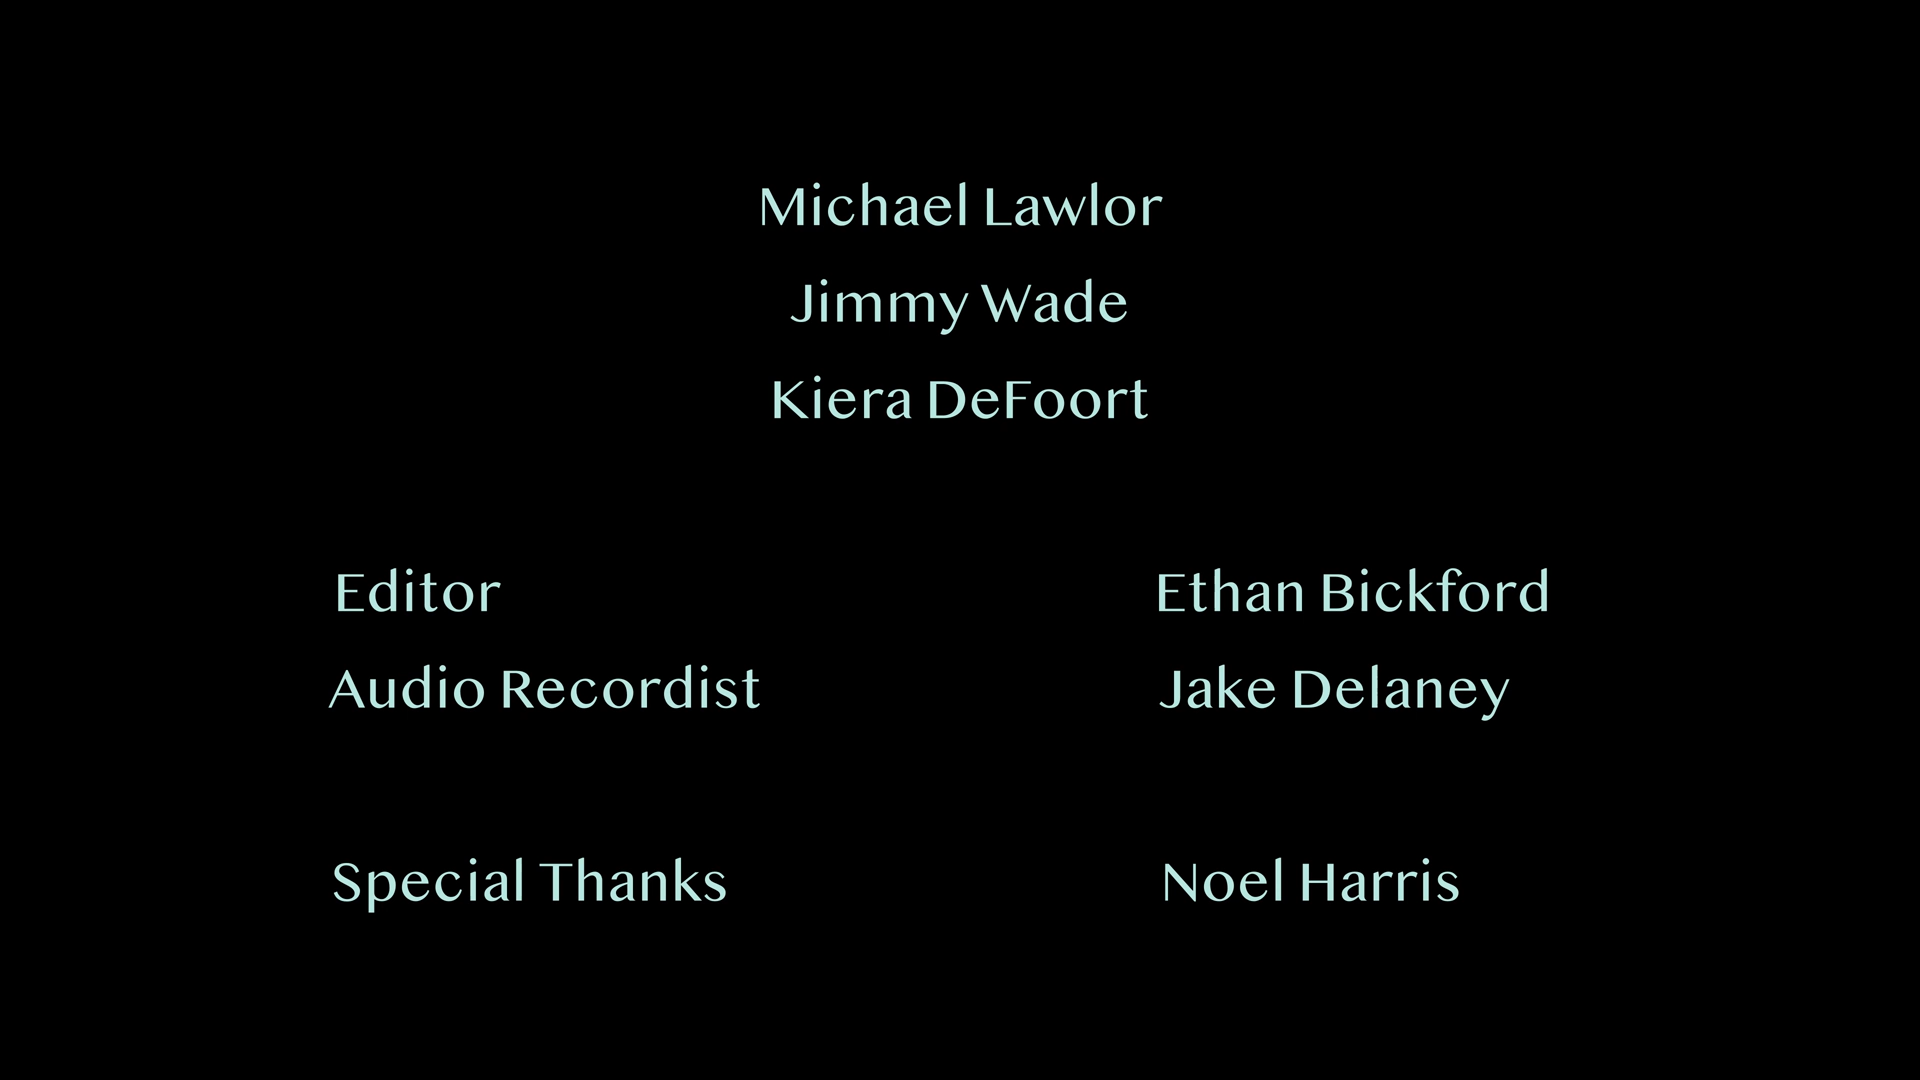 Michael Lawlor
Jimmy Wade
Kiera DeFoort
Editor Ethan Bickford
Audio Recordist Jake Delaney
Special Thanks Noel Harris